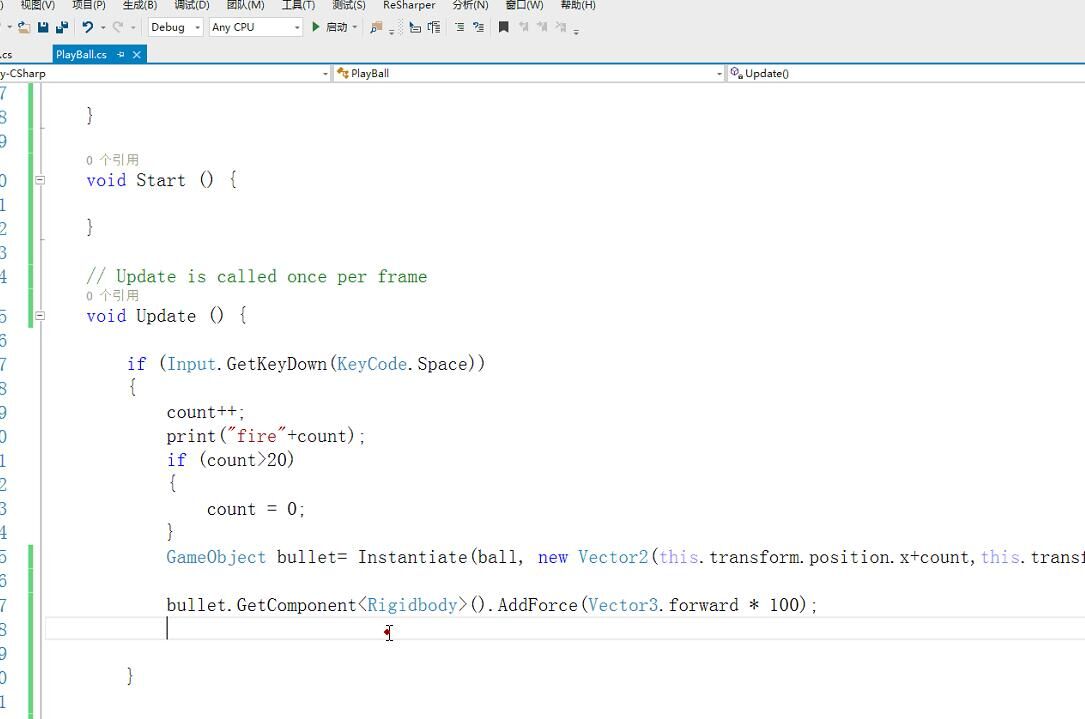 视图(V) 项目(P) 生成(B) 调试(D) 团队(M) 工具(T) 测试(S) ReSharper 分析(N) 窗口(W) 帮助(H)
Debug Any CPU 启动
.cs PlayBall.cs
y-CSharp PlayBall Update()
7
8 }
9
0 个引用
0 void Start () {
1
2 }
3
4 // Update is called once per frame
0 个引用
5 void Update () {
6
7 if (Input.GetKeyDown(KeyCode.Space))
8 {
9 count++;
0 print("fire"+count);
1 if (count>20)
2 {
3 count = 0;
4 }
5 GameObject bullet= Instantiate(ball, new Vector2(this.transform.position.x+count,this.transf
6
7 bullet.GetComponent<Rigidbody>().AddForce(Vector3.forward * 100);
8
9
0 }
1